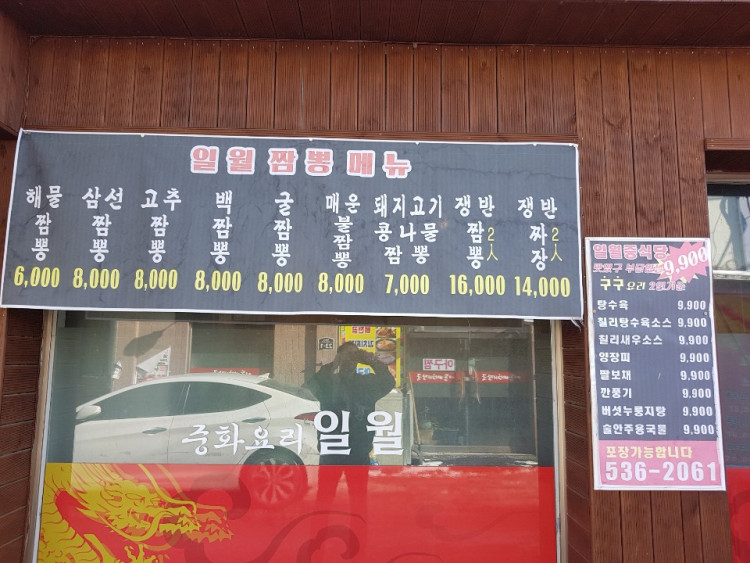 일월 짬뽕 메뉴
해물 짬뽕 6,000
삼선 짬뽕 8,000
고추 짬뽕 8,000
백 짬뽕 8,000
굴 짬뽕 8,000
매운 불짬뽕 8,000
돼지고기 콩나물 짬뽕 7,000
쟁반 짬뽕 2人 16,000
쟁반 짜장 2人 14,000
일월중식당
9,900
구구 요리
탕수육 9,900
칠리탕수육소스 9,900
칠리새우소스 9,900
양장피 9,900
팔보채 9,900
깐풍기 9,900
버섯누룽지탕 9,900
술안주용국물 9,900
포장가능합니다
536-2061
중화요리 일월